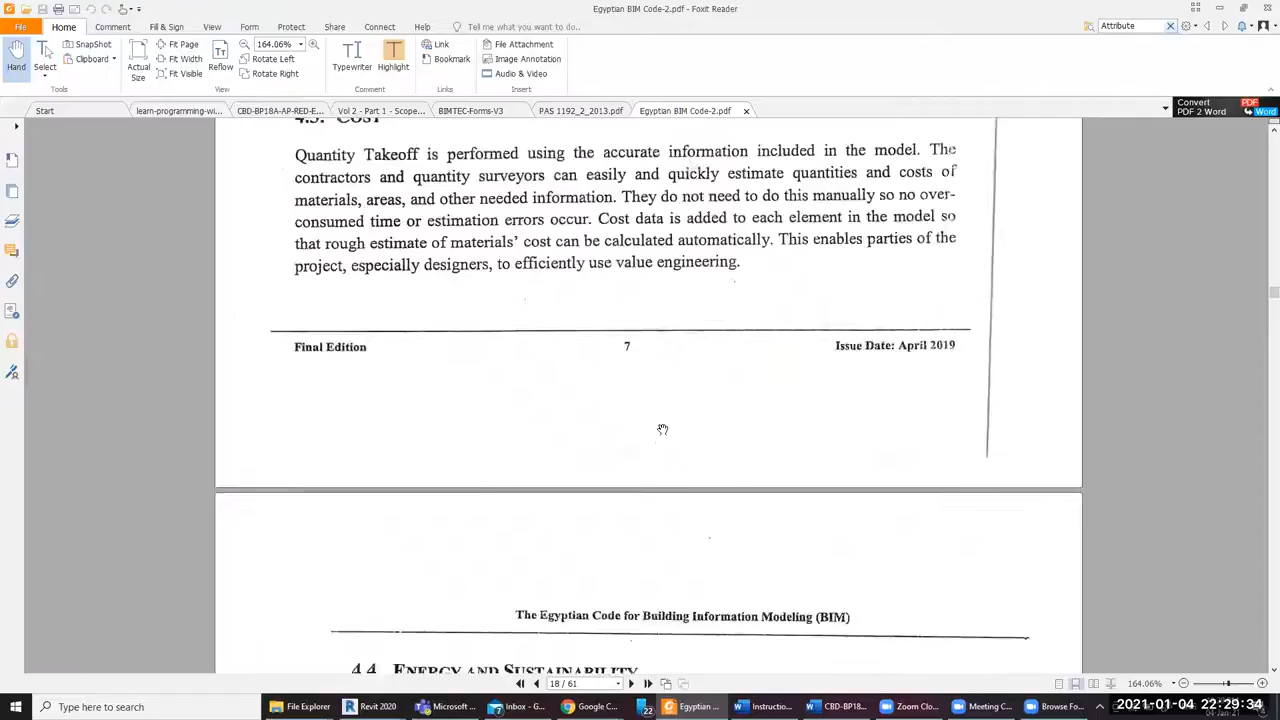 Egyptian BIM Code-2.pdf - Foxit Reader
File
Home
Comment
Fill & Sign
View
Form
Protect
Share
Connect
Help
Tell me what you want to do..
Attribute
Hand
Select
SnapShot
Clipboard
Actual Size
Fit Page
Fit Width
Fit Visible
Reflow
164.06%
Rotate Left
Rotate Right
Typewriter
Highlight
Link
Bookmark
File Attachment
Image Annotation
Audio & Video
Tools
View
Comment
Links
Insert
Start
learn-programming-wi...
CBD-BP18A-AP-RED-E...
Vol 2 - Part 1 - Scope...
BIMTEC-Forms-V3
PAS 1192_2_2013.pdf
Egyptian BIM Code-2.pdf
Convert PDF
PDF 2 Word Word
4.3. COST
Quantity Takeoff is performed using the accurate information included in the model. The
contractors and quantity surveyors can easily and quickly estimate quantities and costs of
materials, areas, and other needed information. They do not need to do this manually so no over-
consumed time or estimation errors occur. Cost data is added to each element in the model so
that rough estimate of materials' cost can be calculated automatically. This enables parties of the
project, especially designers, to efficiently use value engineering.
Final Edition 7 Issue Date: April 2019
The Egyptian Code for Building Information Modeling (BIM)
4.4 ENERGY AND SUSTAINABILITY
18 / 61
164.06%
Type here to search
File Explorer
Revit 2020
Microsoft ...
Inbox - G...
Google C...
22
Egyptian ...
Instructio...
CBD-BP18...
Zoom Clo...
Meeting C...
Browse Fo...
2021-01-04 22:29:34